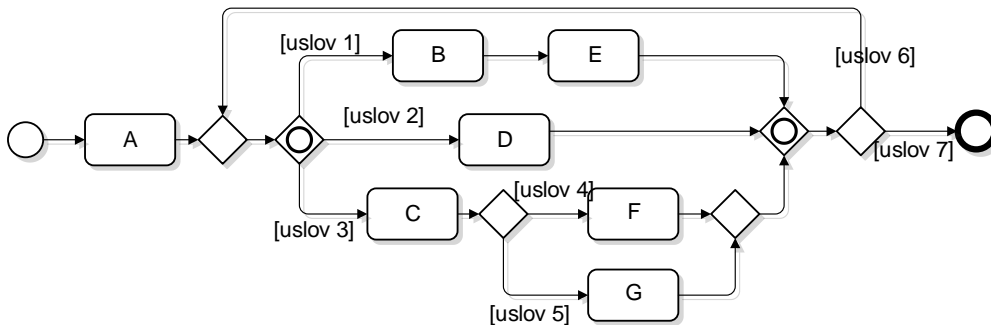 [uslov 1]
B
E
[uslov 6]
A
[uslov 2]
D
[uslov 7]
[uslov 3]
C
[uslov 4]
F
[uslov 5]
G